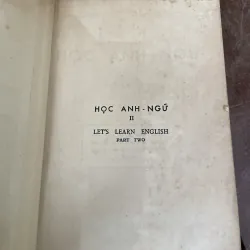 HỌC ANH-NGỮ
II
LET'S LEARN ENGLISH
PART TWO